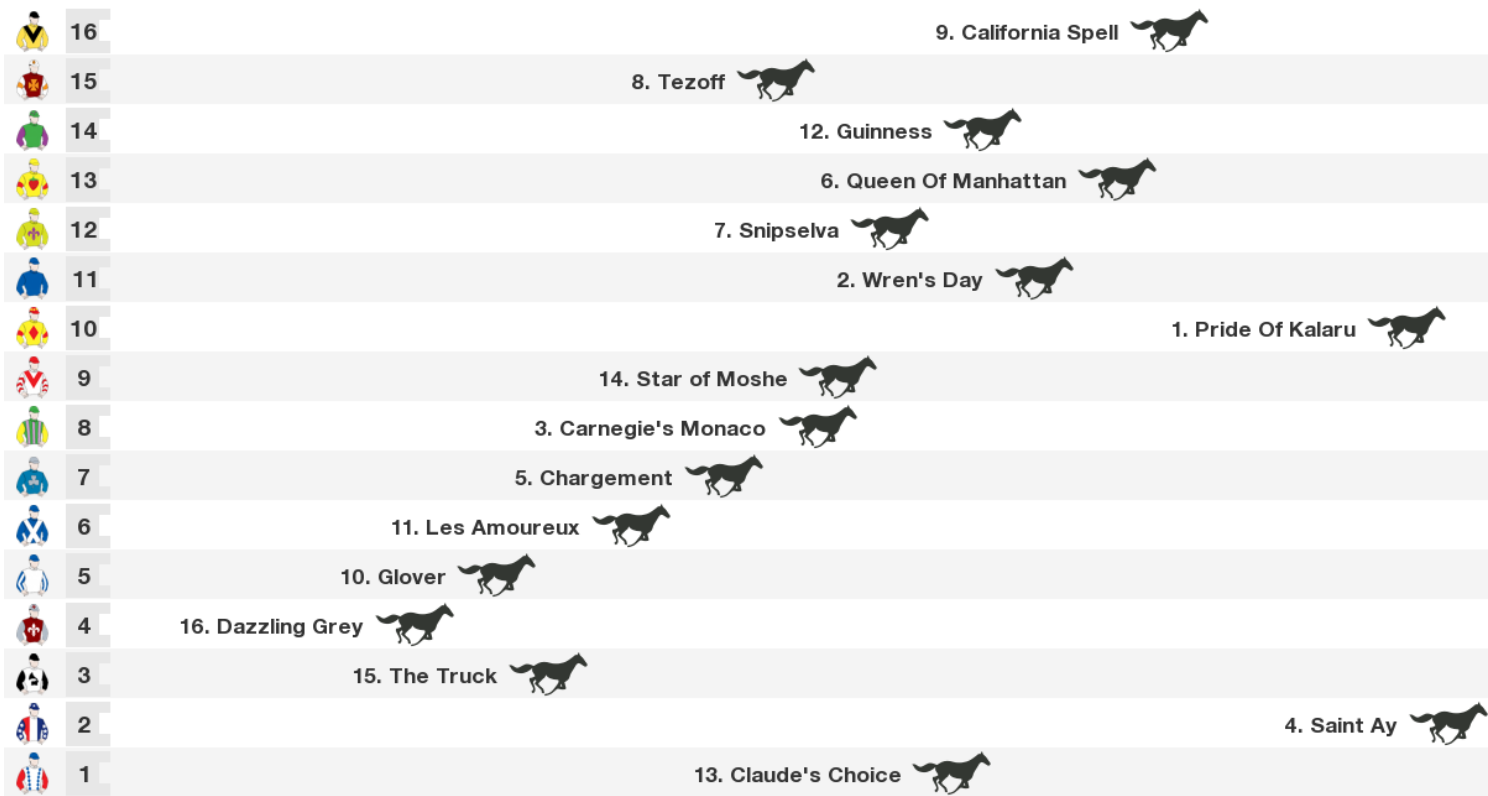 16 9. California Spell
15 8. Tezoff
14 12. Guinness
13 6. Queen Of Manhattan
12 7. Snipselva
11 2. Wren's Day
10 1. Pride Of Kalaru
9 14. Star of Moshe
8 3. Carnegie's Monaco
7 5. Chargement
6 11. Les Amoureux
5 10. Glover
4 16. Dazzling Grey
3 15. The Truck
2 4. Saint Ay
1 13. Claude's Choice